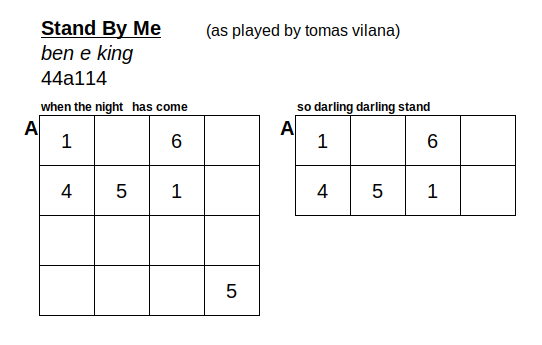 Stand By Me (as played by tomas vilana)
ben e king
44a114
when the night has come
A 1 6
4 5 1
5
so darling darling stand
A 1 6
4 5 1